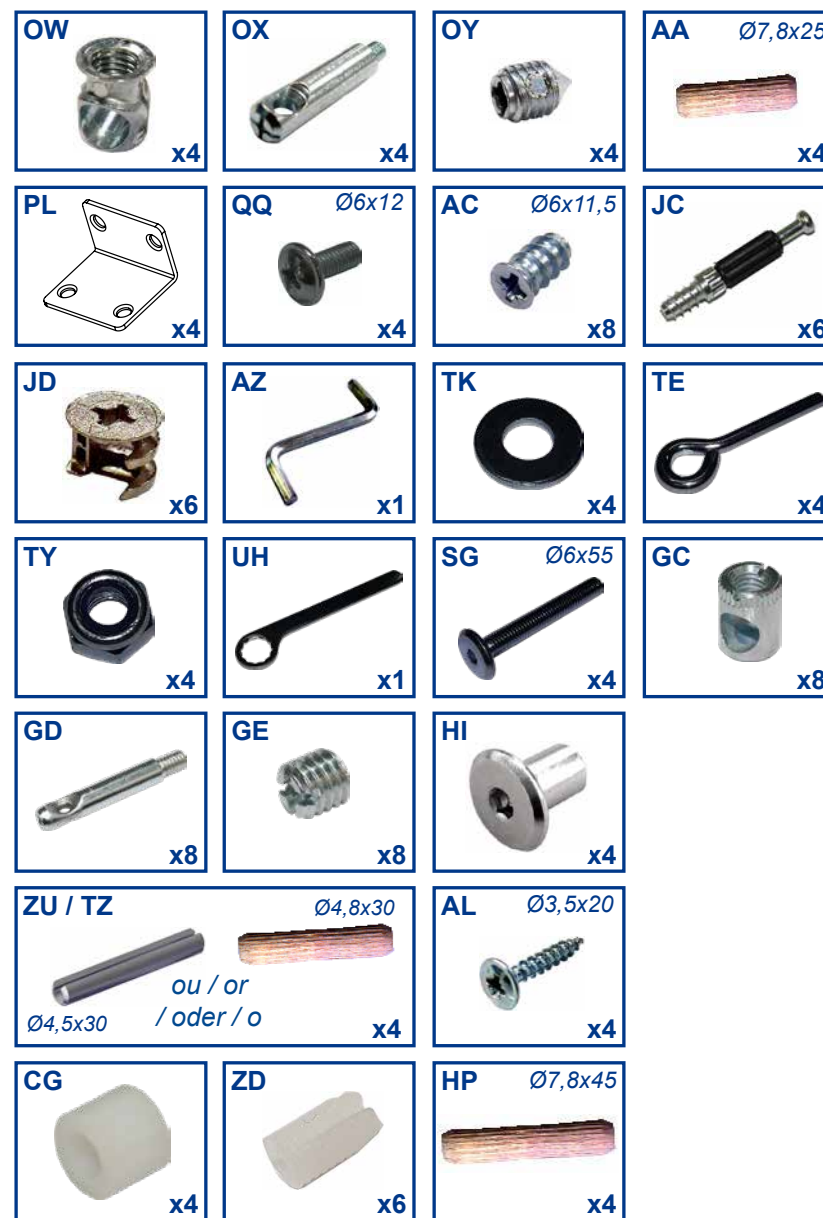 OW
x4
OX
x4
OY
x4
AA Ø7,8x25
x4
PL
x4
QQ Ø6x12
x4
AC Ø6x11,5
x8
JC
x6
JD
x6
AZ
x1
TK
x4
TE
x4
TY
x4
UH
x1
SG Ø6x55
x4
GC
x8
GD
x8
GE
x8
HI
x4
ZU / TZ Ø4,8x30
Ø4,5x30
ou / or
/ oder / o
x4
AL Ø3,5x20
x4
CG
x4
ZD
x6
HP Ø7,8x45
x4